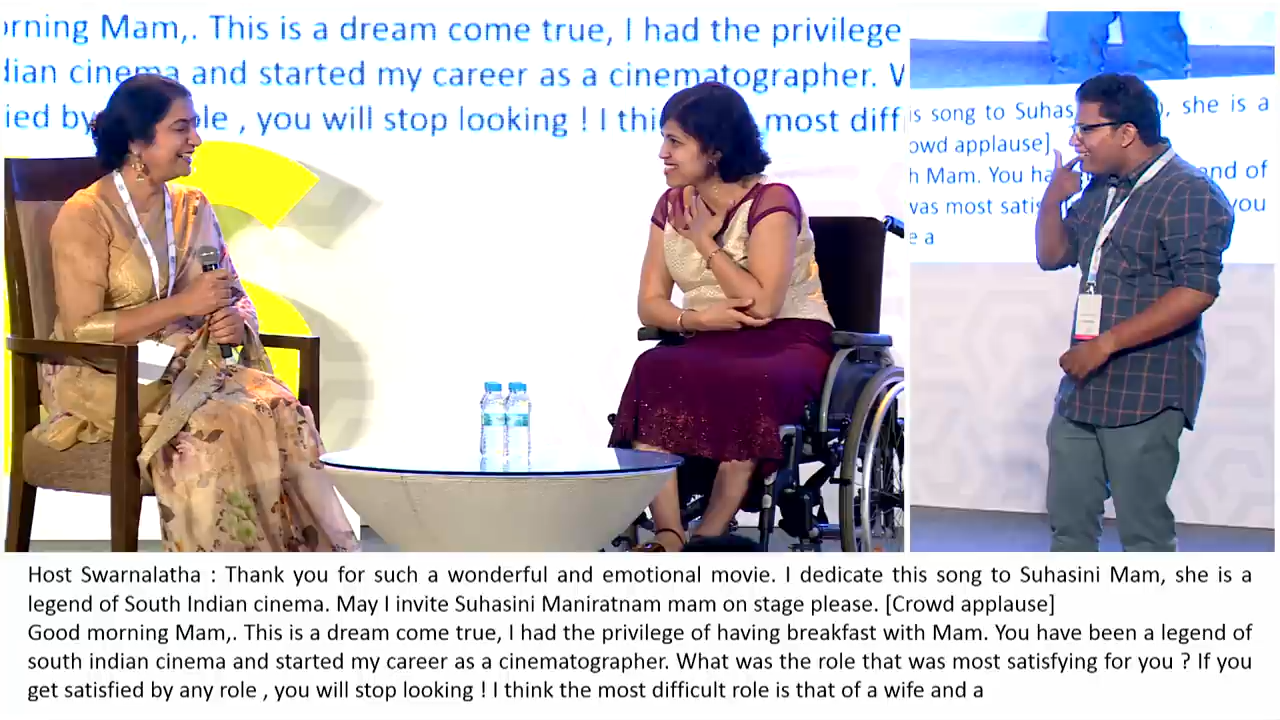 orning Mam,. This is a dream come true, I had the privilege
dian cinema and started my career as a cinematographer. W
ied by role , you will stop looking ! I thi most diff
is song to Suhas , she is a
owd applause]
h Mam. You ha end of
was most satis you
e a
Host Swarnalatha : Thank you for such a wonderful and emotional movie. I dedicate this song to Suhasini Mam, she is a
legend of South Indian cinema. May I invite Suhasini Maniratnam mam on stage please. [Crowd applause]
Good morning Mam,. This is a dream come true, I had the privilege of having breakfast with Mam. You have been a legend of
south indian cinema and started my career as a cinematographer. What was the role that was most satisfying for you ? If you
get satisfied by any role , you will stop looking ! I think the most difficult role is that of a wife and a